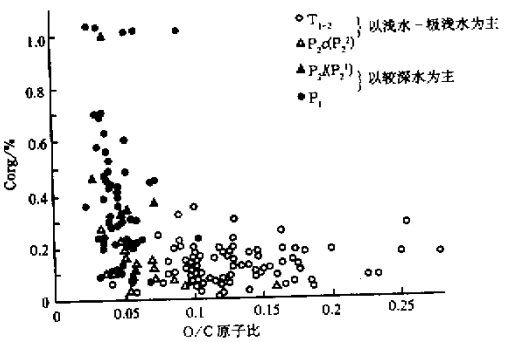 1.0
0.8
0.6
0.4
0.2
0
Corg/%
T₁₋₂
P₂c(P₂²)
} 以浅水-极浅水为主
P₂l(P₂¹)
P₁
} 以较深水为主
0.05 0.1 0.15 0.2 0.25
O/C 原子比